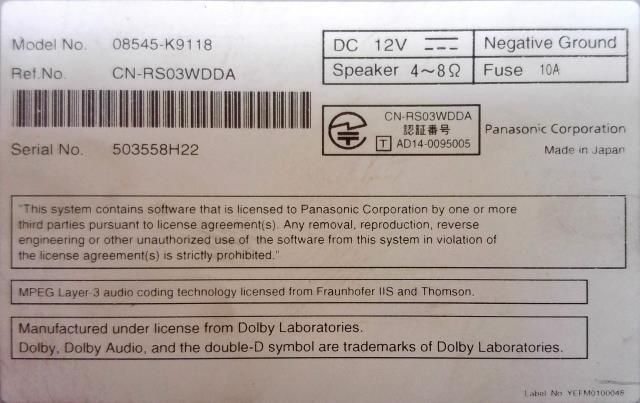 Model No. 08545-K9118
Ref.No. CN-RS03WDDA
Serial No. 503558H22
DC 12V
Negative Ground
Speaker 4~8Ω
Fuse 10A
CN-RS03WDDA
認証番号
T AD14-0095005
Panasonic Corporation
Made in Japan
"This system contains software that is licensed to Panasonic Corporation by one or more
third parties pursuant to license agreement(s). Any removal, reproduction, reverse
engineering or other unauthorized use of the software from this system in violation of
the license agreement(s) is strictly prohibited."
MPEG Layer-3 audio coding technology licensed from Fraunhofer IIS and Thomson.
Manufactured under license from Dolby Laboratories.
Dolby, Dolby Audio, and the double-D symbol are trademarks of Dolby Laboratories.
Label No. YEFM0100048